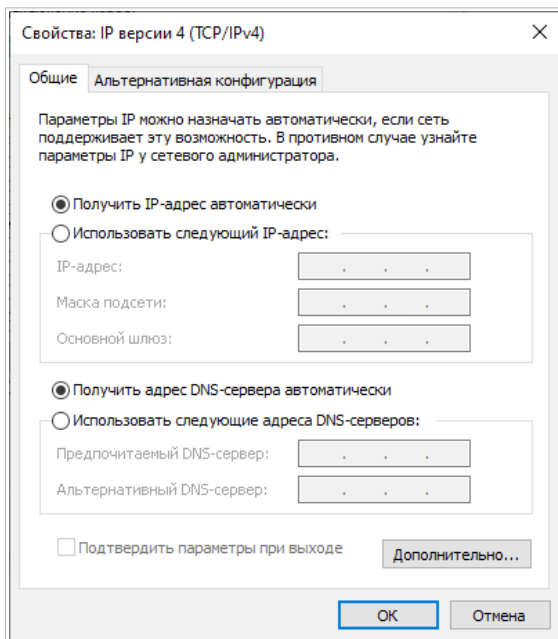 Свойства: IP версии 4 (TCP/IPv4)
Общие
Альтернативная конфигурация
Параметры IP можно назначать автоматически, если сеть
поддерживает эту возможность. В противном случае узнайте
параметры IP у сетевого администратора.
Получить IP-адрес автоматически
Использовать следующий IP-адрес:
IP-адрес:
Маска подсети:
Основной шлюз:
Получить адрес DNS-сервера автоматически
Использовать следующие адреса DNS-серверов:
Предпочитаемый DNS-сервер:
Альтернативный DNS-сервер:
Подтвердить параметры при выходе
Дополнительно...
ОК
Отмена